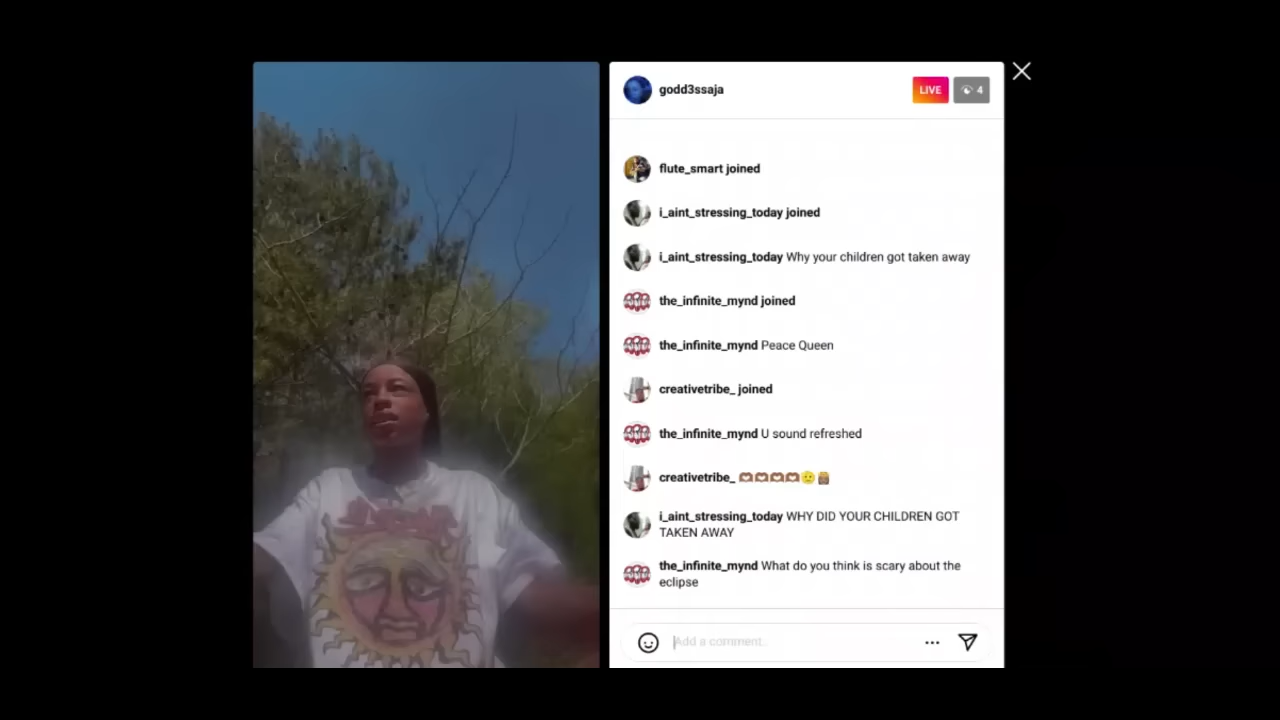 godd3ssaja
LIVE
4
flute_smart joined
i_aint_stressing_today joined
i_aint_stressing_today Why your children got taken away
the_infinite_mynd joined
the_infinite_mynd Peace Queen
creativetribe_ joined
the_infinite_mynd U sound refreshed
creativetribe_ 🫶🏾🫶🏾🫶🏾🫶🏾🫡
i_aint_stressing_today WHY DID YOUR CHILDREN GOT
TAKEN AWAY
the_infinite_mynd What do you think is scary about the
eclipse
Add a comment..